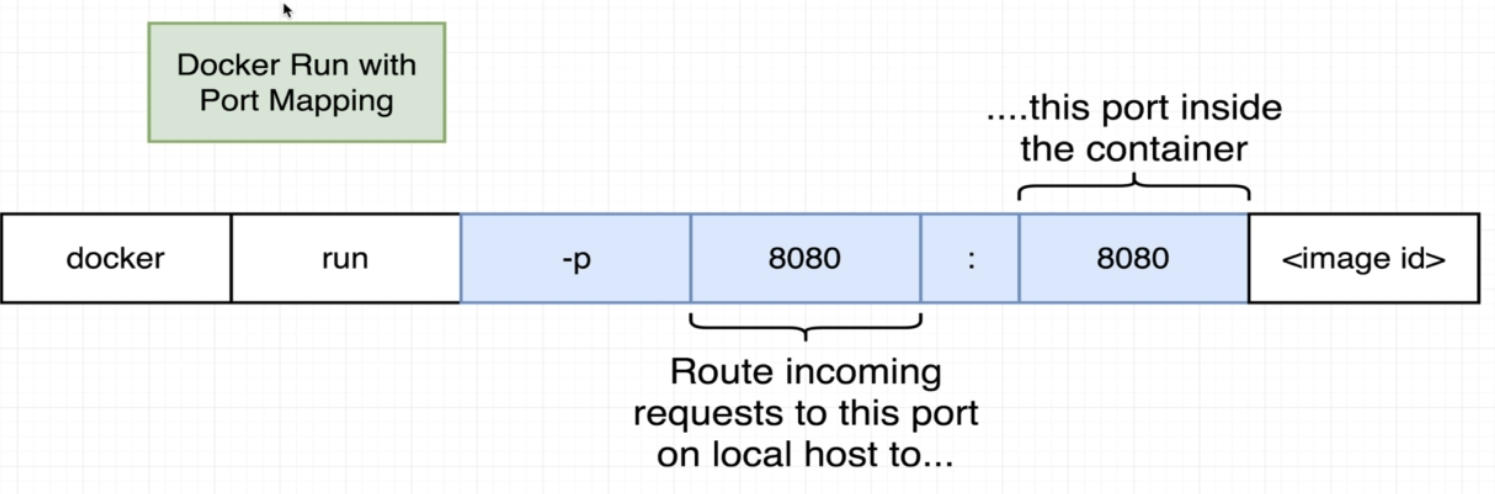 Docker Run with
Port Mapping
....this port inside
the container
docker run -p 8080 : 8080 <image id>
Route incoming
requests to this port
on local host to...